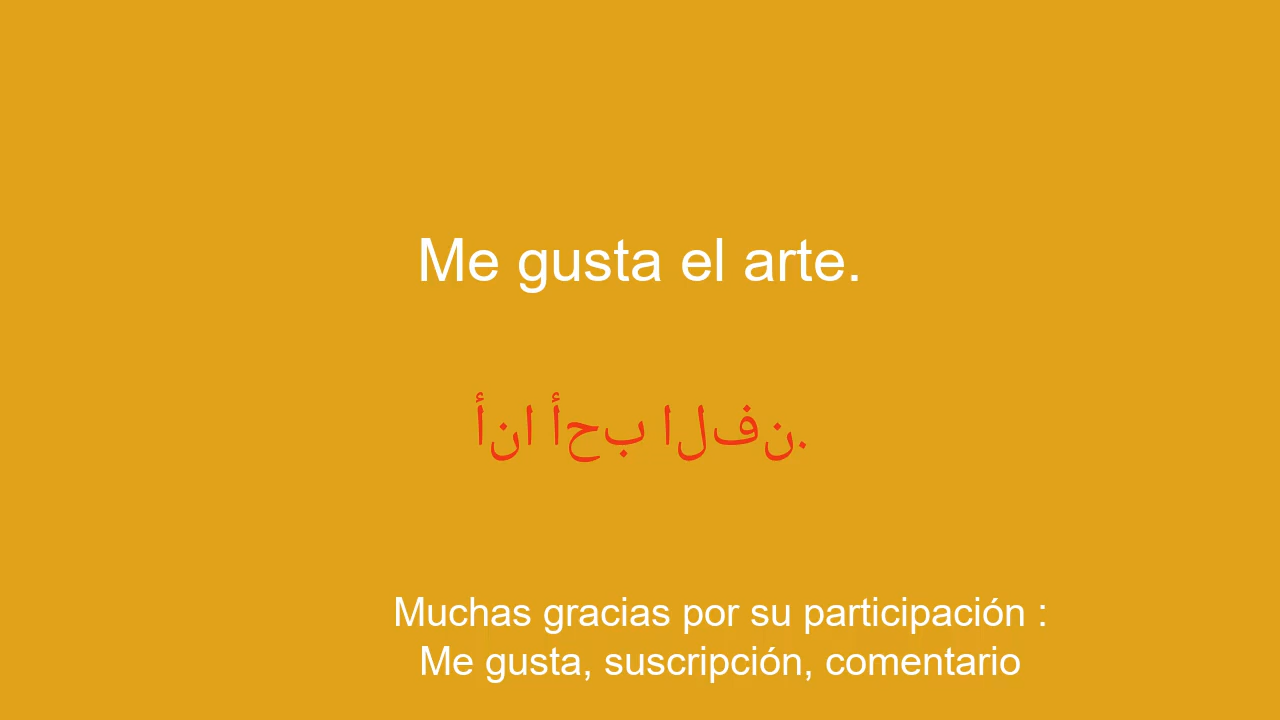 Me gusta el arte.
أنا أحب الفن.
Muchas gracias por su participación :
Me gusta, suscripción, comentario